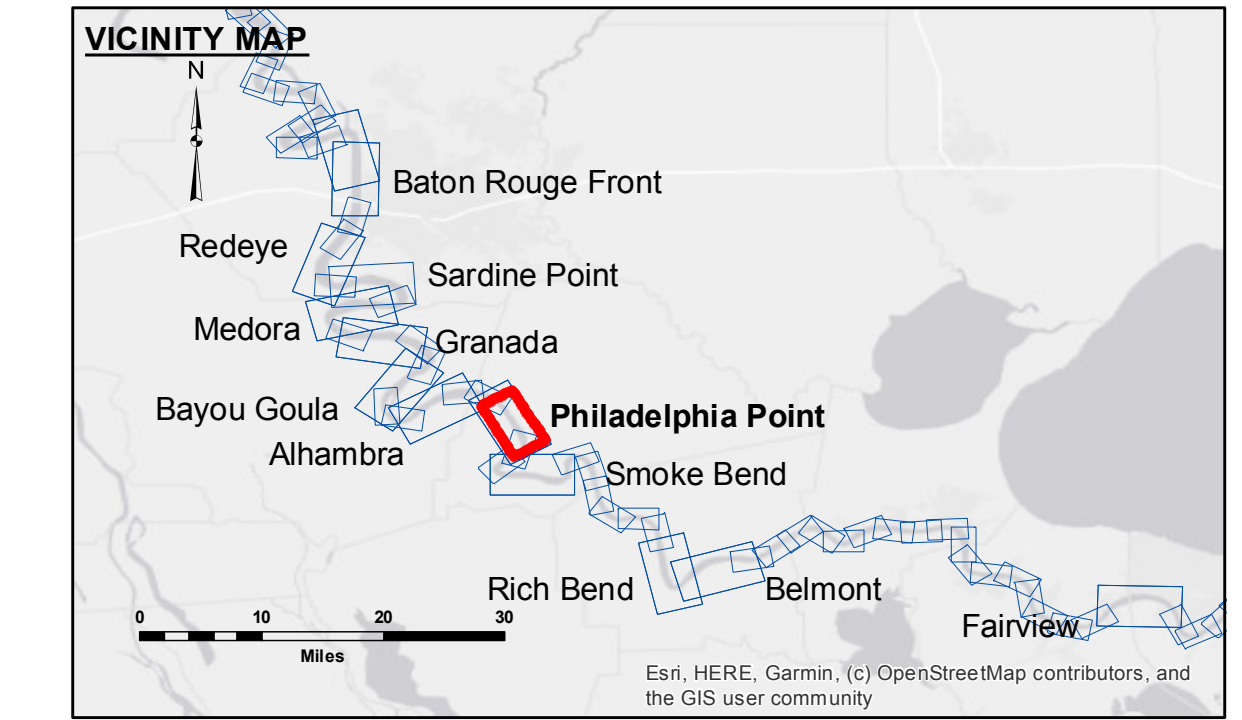 VICINITY MAP
N
Baton Rouge Front
Redeye
Sardine Point
Medora
Granada
Bayou Goula
Philadelphia Point
Alhambra
Smoke Bend
Rich Bend
Belmont
Fairview
0 10 20 30
Miles
Esri, HERE, Garmin, (c) OpenStreetMap contributors, and
the GIS user community